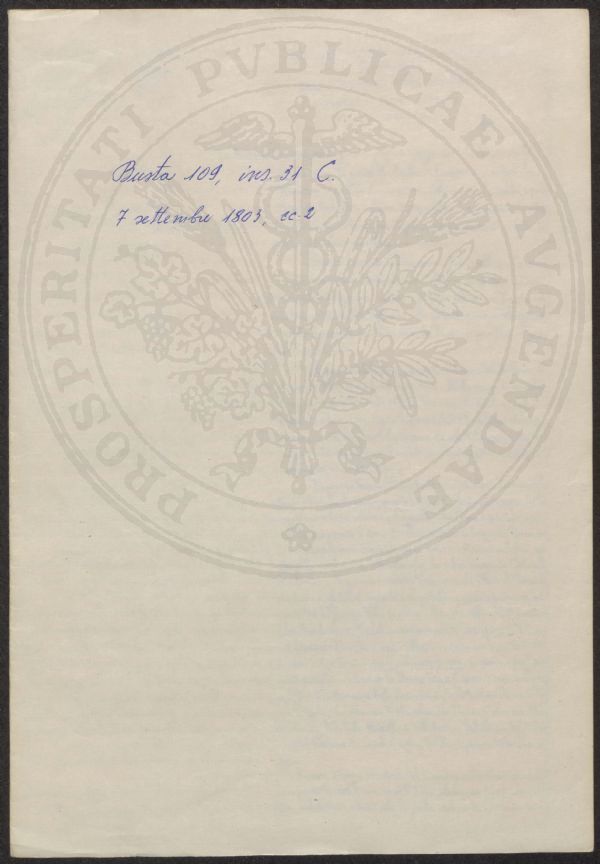 Busta 109, ins. 31 C.
7 settembre 1803, cc. 2
PROSPERITATI PVBLICAE AVGENDAE